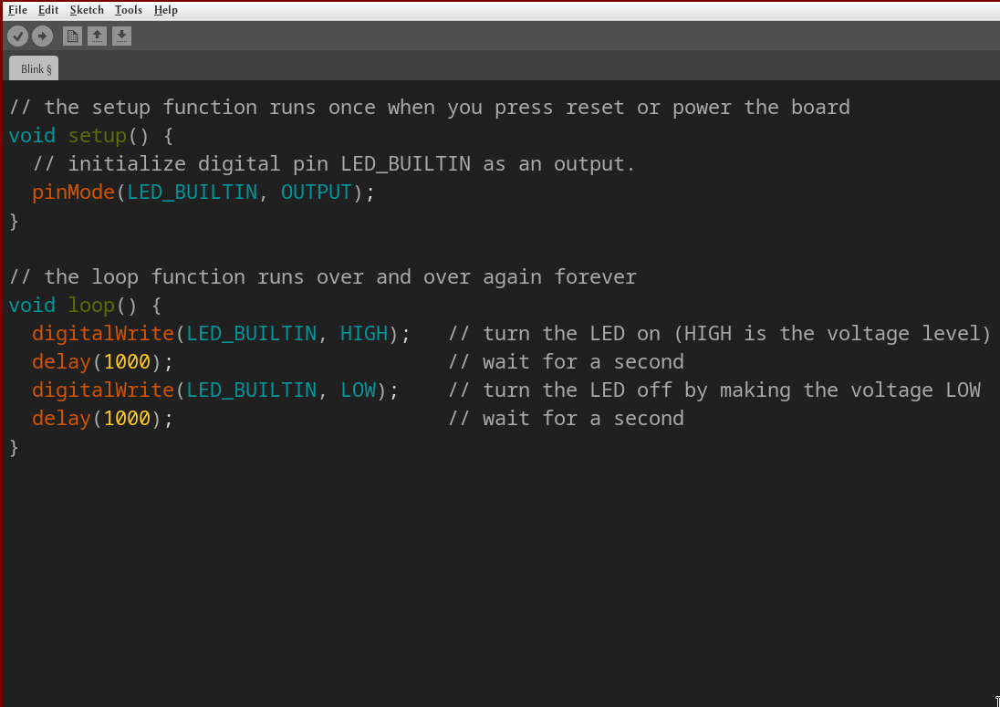 File Edit Sketch Tools Help
Blink §
// the setup function runs once when you press reset or power the board
void setup() {
  // initialize digital pin LED_BUILTIN as an output.
  pinMode(LED_BUILTIN, OUTPUT);
}
// the loop function runs over and over again forever
void loop() {
  digitalWrite(LED_BUILTIN, HIGH);   // turn the LED on (HIGH is the voltage level)
  delay(1000);                       // wait for a second
  digitalWrite(LED_BUILTIN, LOW);    // turn the LED off by making the voltage LOW
  delay(1000);                       // wait for a second
}